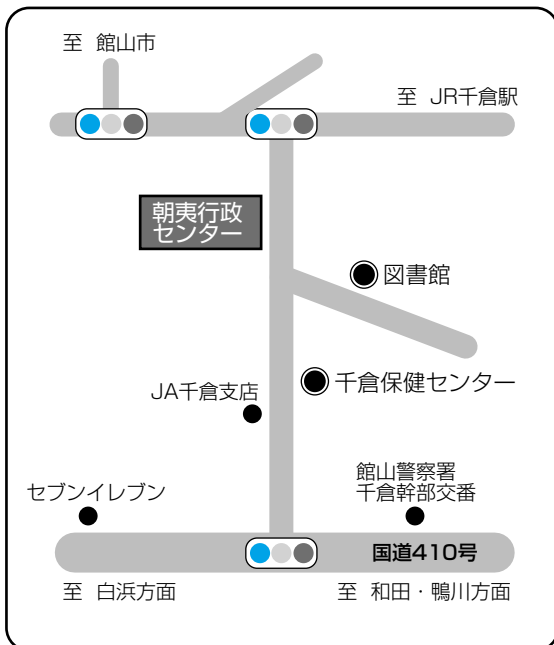 至 館山市
至 JR千倉駅
朝夷行政
センター
図書館
千倉保健センター
JA千倉支店
セブンイレブン
館山警察署
千倉幹部交番
国道410号
至 白浜方面
至 和田・鴨川方面